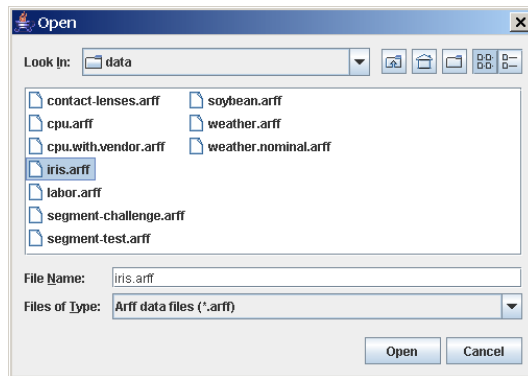 Open
Look In: data
contact-lenses.arff
cpu.arff
cpu.with.vendor.arff
iris.arff
labor.arff
segment-challenge.arff
segment-test.arff
soybean.arff
weather.arff
weather.nominal.arff
File Name: iris.arff
Files of Type: Arff data files (*.arff)
Open Cancel